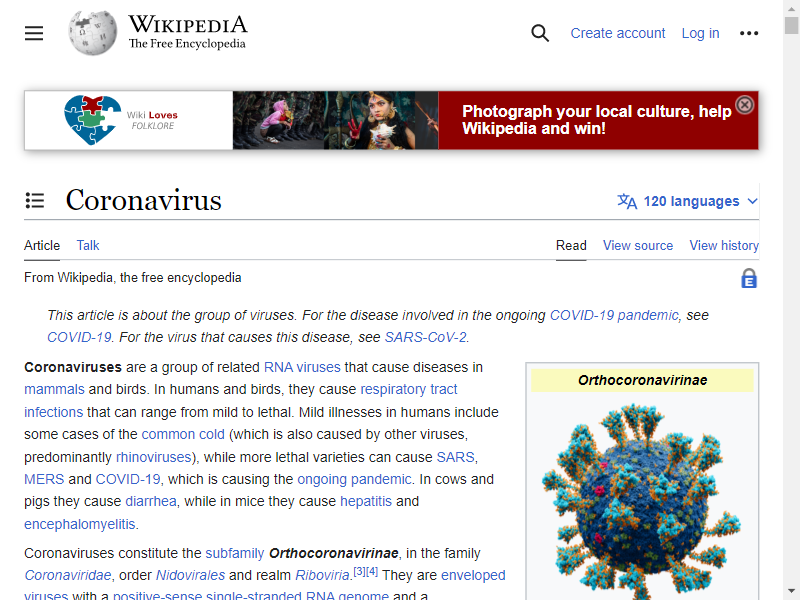 WIKIPEDIA
The Free Encyclopedia
Create account
Log in
Wiki Loves
FOLKLORE
Photograph your local culture, help
Wikipedia and win!
Coronavirus
120 languages
Article
Talk
Read
View source
View history
From Wikipedia, the free encyclopedia
E
This article is about the group of viruses. For the disease involved in the ongoing COVID-19 pandemic, see
COVID-19. For the virus that causes this disease, see SARS-CoV-2.
Coronaviruses are a group of related RNA viruses that cause diseases in
mammals and birds. In humans and birds, they cause respiratory tract
infections that can range from mild to lethal. Mild illnesses in humans include
some cases of the common cold (which is also caused by other viruses,
predominantly rhinoviruses), while more lethal varieties can cause SARS,
MERS and COVID-19, which is causing the ongoing pandemic. In cows and
pigs they cause diarrhea, while in mice they cause hepatitis and
encephalomyelitis.
Orthocoronavirinae
Coronaviruses constitute the subfamily Orthocoronavirinae, in the family
Coronaviridae, order Nidovirales and realm Riboviria.[3][4] They are enveloped
viruses with a positive-sense single-stranded RNA genome and a